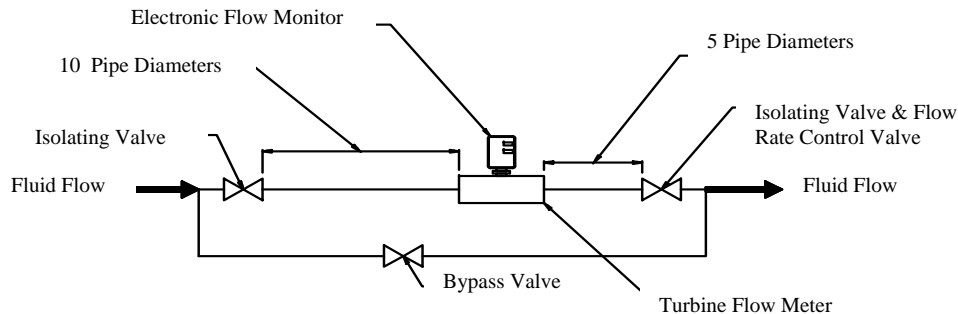 Electronic Flow Monitor
5 Pipe Diameters
10 Pipe Diameters
Isolating Valve
Isolating Valve & Flow
Rate Control Valve
Fluid Flow
Fluid Flow
Bypass Valve
Turbine Flow Meter